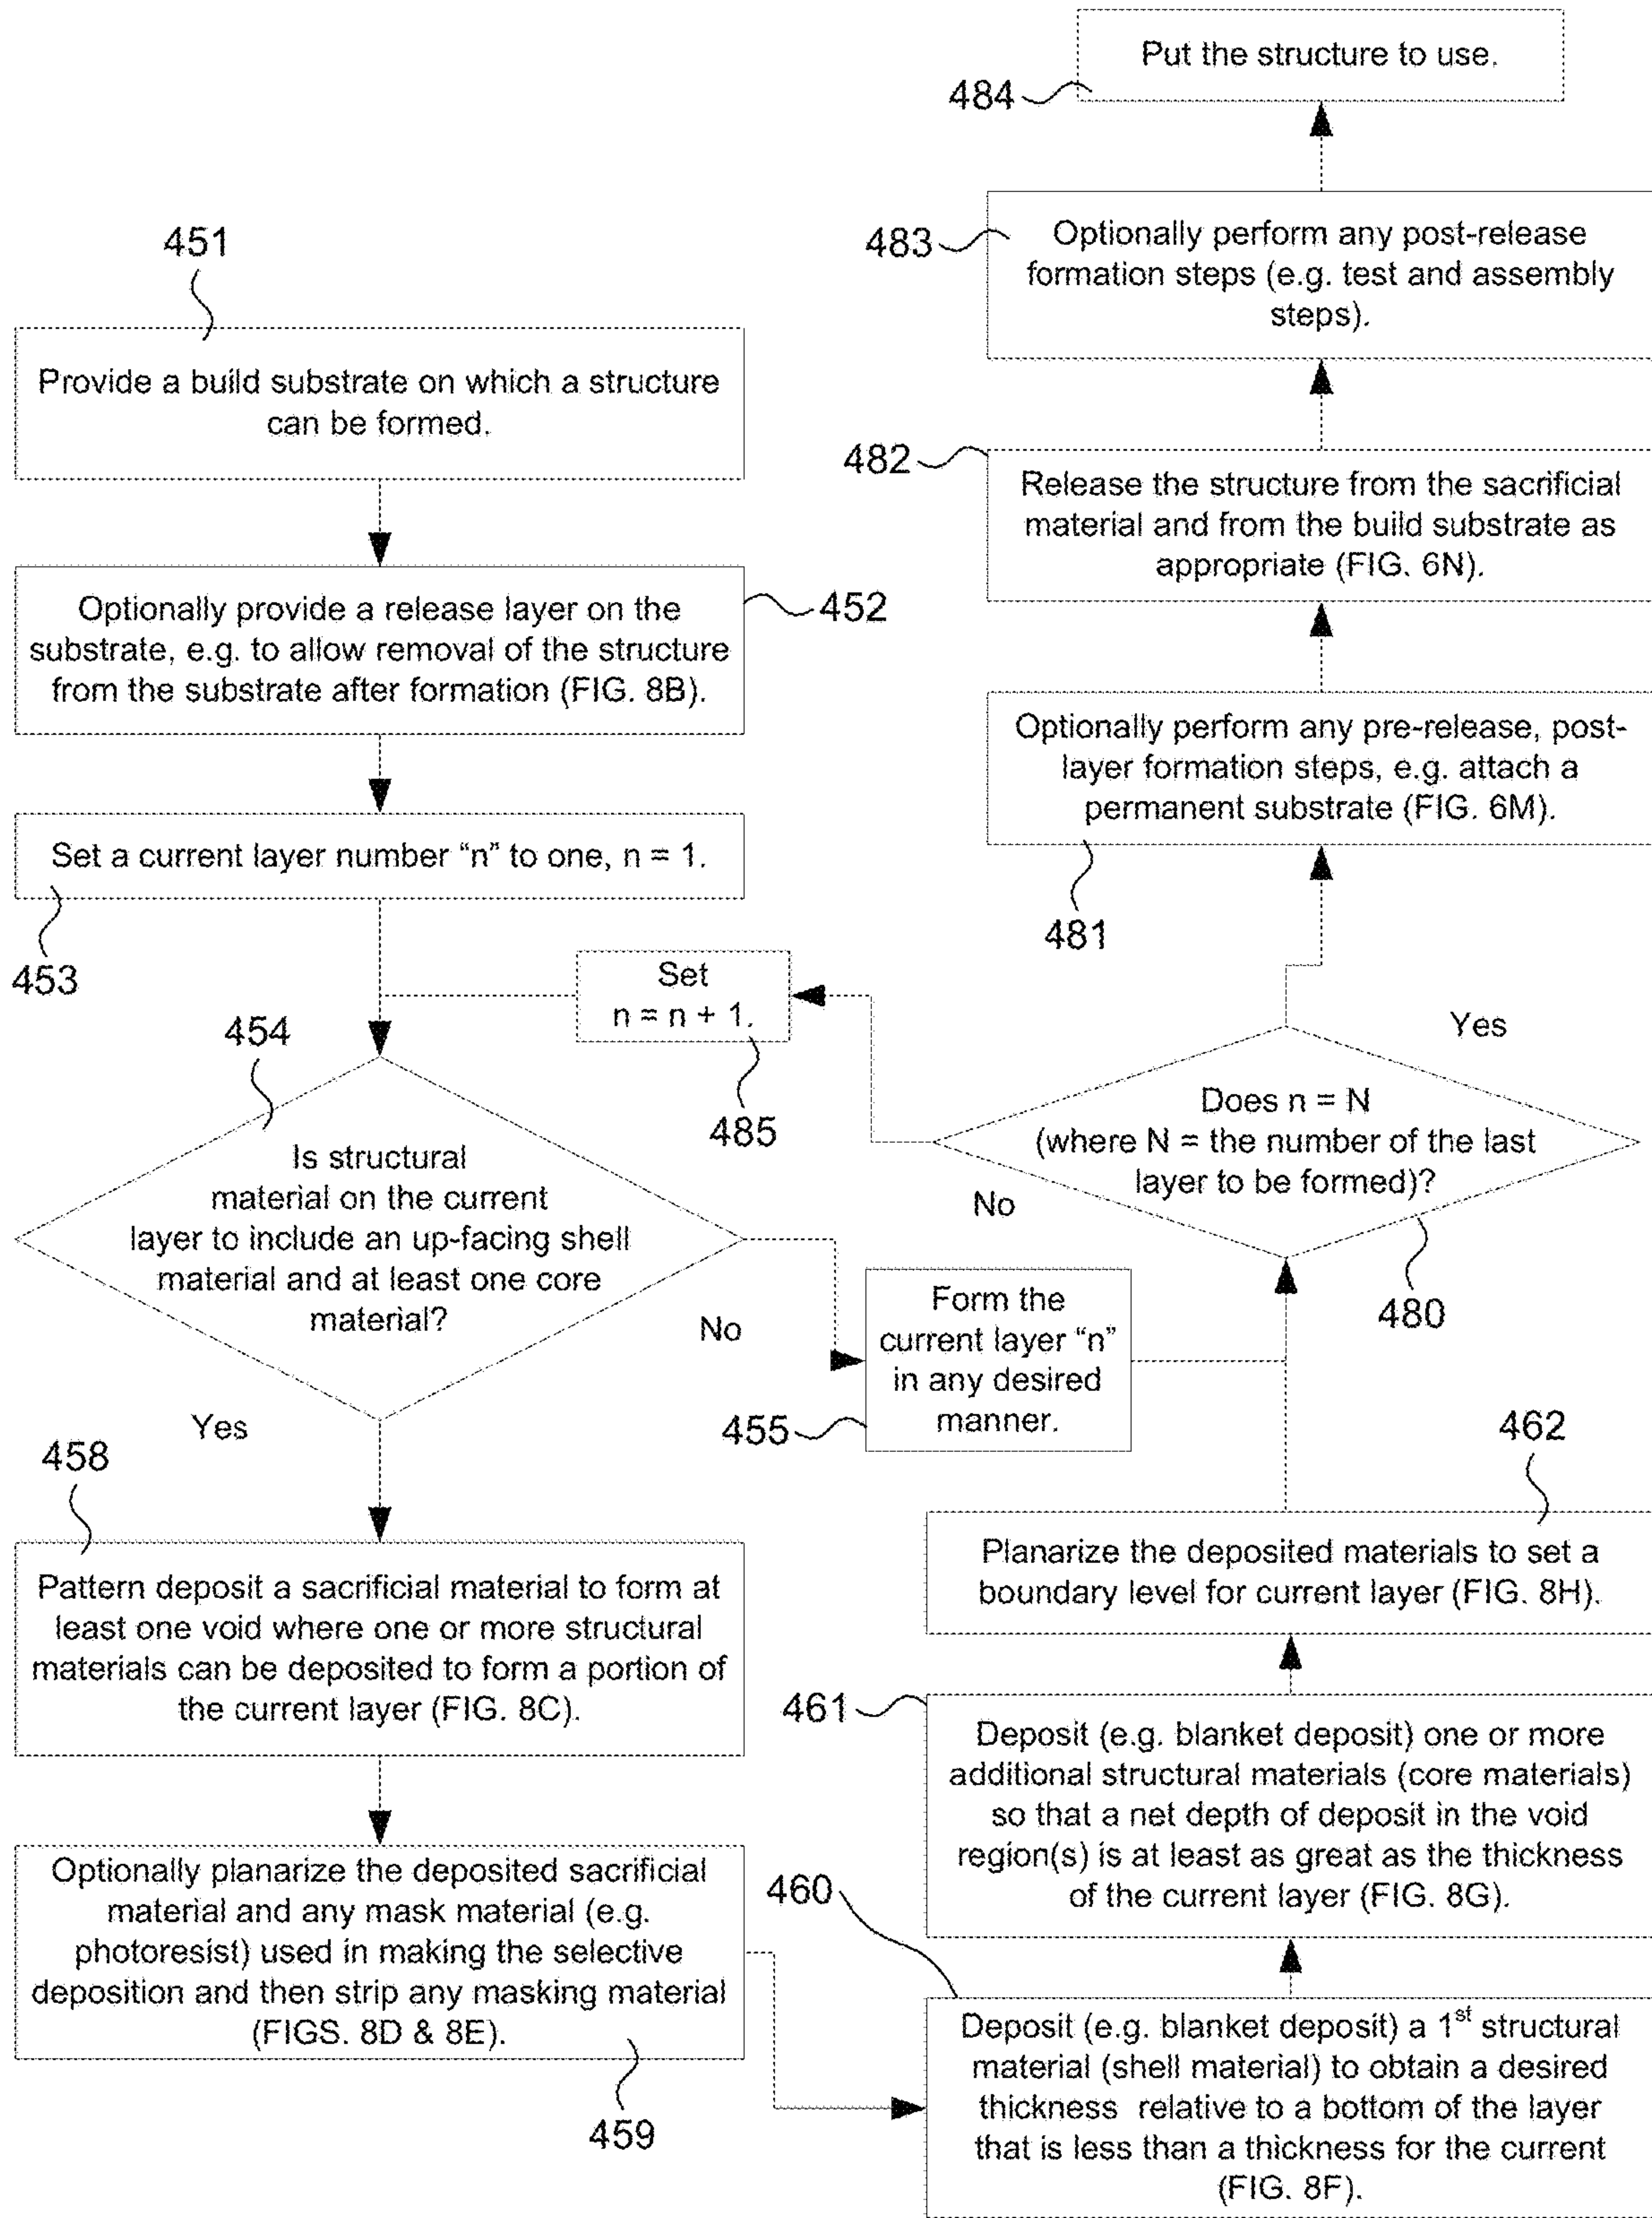 451
Provide a build substrate on which a structure
can be formed.
Optionally provide a release layer on the
substrate, e.g. to allow removal of the structure
from the substrate after formation (FIG. 8B).
452
Set a current layer number “n” to one, n = 1.
453
454
Is structural
material on the current
layer to include an up-facing shell
material and at least one core
material?
No
Yes
Form the
current layer “n”
in any desired
manner.
455
458
Pattern deposit a sacrificial material to form at
least one void where one or more structural
materials can be deposited to form a portion of
the current layer (FIG. 8C).
Optionally planarize the deposited sacrificial
material and any mask material (e.g.
photoresist) used in making the selective
deposition and then strip any masking material
(FIGS. 8D & 8E).
459
460
Deposit (e.g. blanket deposit) a 1st structural
material (shell material) to obtain a desired
thickness relative to a bottom of the layer
that is less than a thickness for the current
(FIG. 8F).
461
Deposit (e.g. blanket deposit) one or more
additional structural materials (core materials)
so that a net depth of deposit in the void
region(s) is at least as great as the thickness
of the current layer (FIG. 8G).
462
Planarize the deposited materials to set a
boundary level for current layer (FIG. 8H).
Does n = N
(where N = the number of the last
layer to be formed)?
480
No
Yes
Set
n = n + 1.
485
Optionally perform any pre-release, post-
layer formation steps, e.g. attach a
permanent substrate (FIG. 6M).
481
482
Release the structure from the sacrificial
material and from the build substrate as
appropriate (FIG. 6N).
483
Optionally perform any post-release
formation steps (e.g. test and assembly
steps).
Put the structure to use.
484